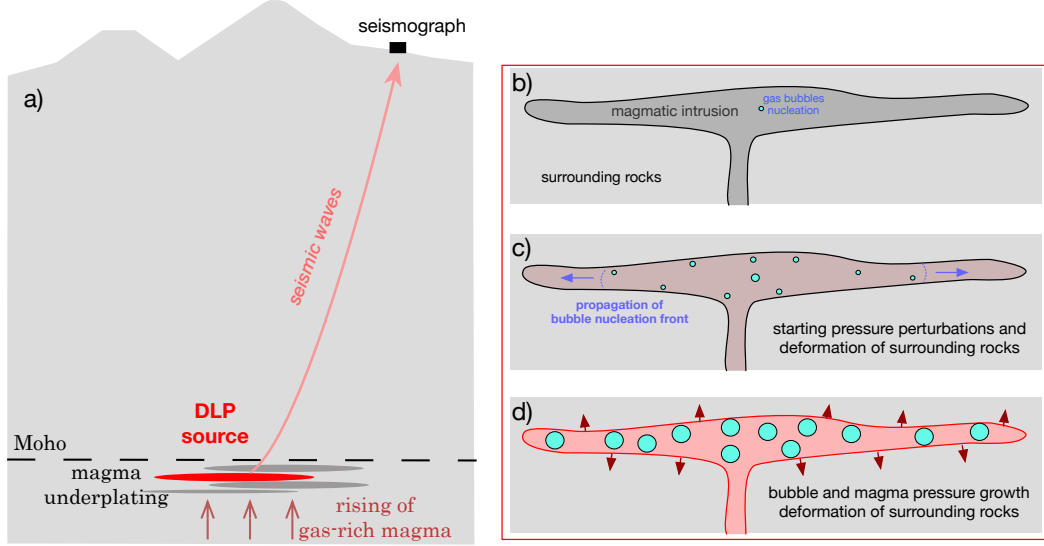 seismograph
a)
seismic waves
DLP
source
Moho
magma
underplating
rising of
gas-rich magma
b)
gas bubbles
nucleation
magmatic intrusion
surrounding rocks
c)
propagation of
bubble nucleation front
starting pressure perturbations and
deformation of surrounding rocks
d)
bubble and magma pressure growth
deformation of surrounding rocks